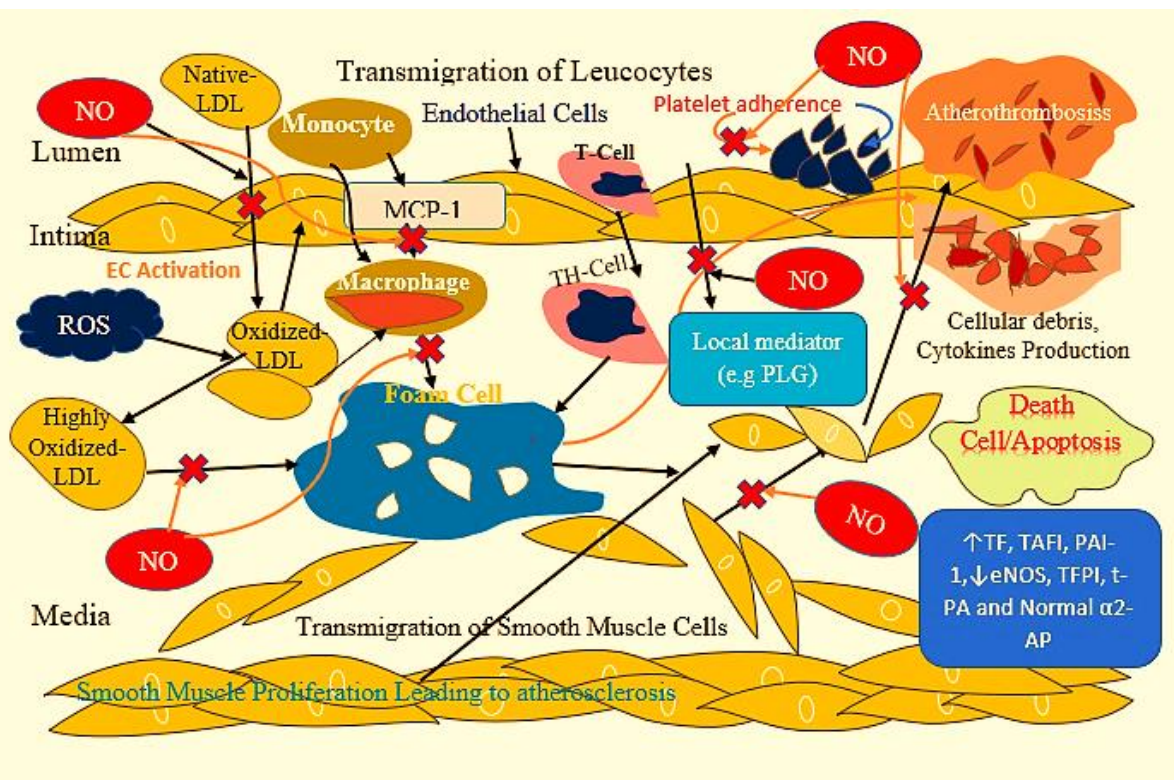 NO
Native-
LDL
Transmigration of Leucocytes
NO
Monocyte
Endothelial Cells
Platelet adherence
Atherothrombosiss
Lumen
T-Cell
MCP-1
Intima
EC Activation
Macrophage
TH-Cell
NO
ROS
Oxidized-
LDL
Local mediator
(e.g PLG)
Cellular debris,
Cytokines Production
Foam Cell
Highly
Oxidized-
LDL
Death
Cell/Apoptosis
NO
NO
↑TF, TAFI, PAI-
1,↓eNOS, TFPI, t-
PA and Normal α2-
AP
Media
Transmigration of Smooth Muscle Cells
Smooth Muscle Proliferation Leading to atherosclerosis